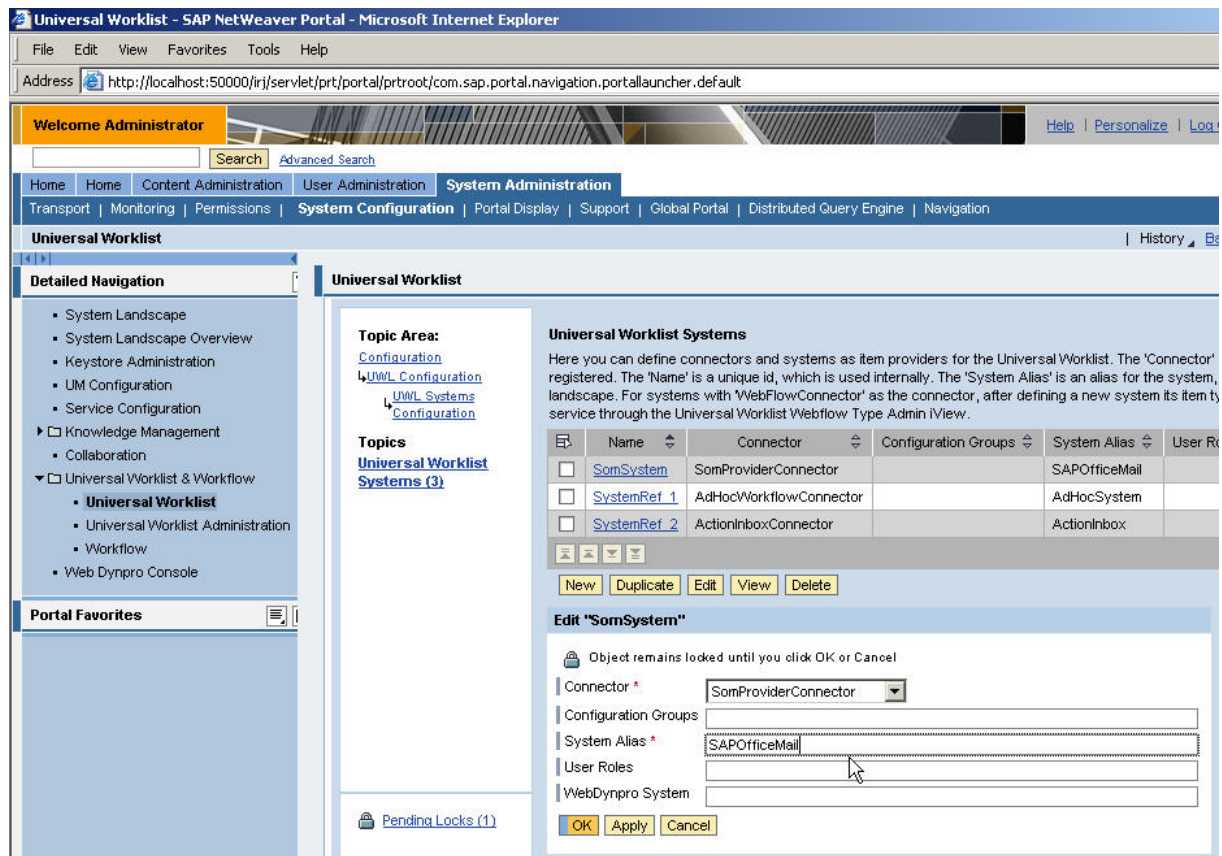 Universal Worklist - SAP NetWeaver Portal - Microsoft Internet Explorer
File Edit View Favorites Tools Help
Address http://localhost:50000/irj/servlet/prt/portal/prtroot/com.sap.portal.navigation.portallauncher.default
Welcome Administrator
Help | Personalize | Log
Search Advanced Search
Home Home Content Administration User Administration System Administration
Transport | Monitoring | Permissions | System Configuration | Portal Display | Support | Global Portal | Distributed Query Engine | Navigation
Universal Worklist
| History
Detailed Navigation
System Landscape
System Landscape Overview
Keystore Administration
UM Configuration
Service Configuration
Knowledge Management
Collaboration
Universal Worklist & Workflow
Universal Worklist
Universal Worklist Administration
Workflow
Web Dynpro Console
Portal Favorites
Universal Worklist
Topic Area:
Configuration
UWL Configuration
UWL Systems
Configuration
Topics
Universal Worklist
Systems (3)
Pending Locks (1)
Universal Worklist Systems
Here you can define connectors and systems as item providers for the Universal Worklist. The 'Connector'
registered. The 'Name' is a unique id, which is used internally. The 'System Alias' is an alias for the system,
landscape. For systems with 'WebFlowConnector' as the connector, after defining a new system its item ty
service through the Universal Worklist Webflow Type Admin iView.
Name Connector Configuration Groups System Alias User Ro
SomSystem SomProviderConnector SAPOfficeMail
SystemRef_1 AdHocWorkflowConnector AdHocSystem
SystemRef_2 ActionInboxConnector ActionInbox
New Duplicate Edit View Delete
Edit "SomSystem"
Object remains locked until you click OK or Cancel
Connector * SomProviderConnector
Configuration Groups
System Alias * SAPOfficeMail
User Roles
WebDynpro System
OK Apply Cancel